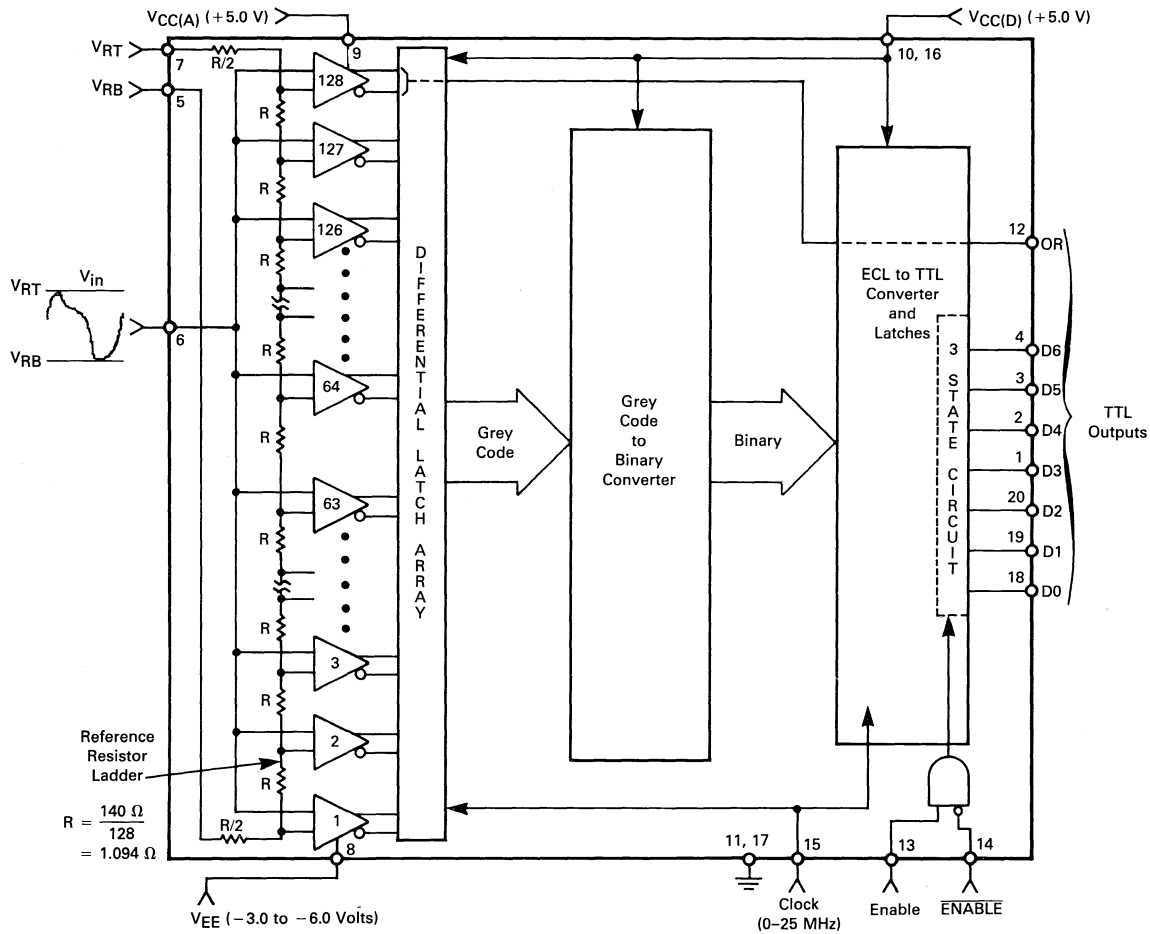 VCC(A) (+5.0 V)
VCC(D) (+5.0 V)
VRT
7
R/2
9
10, 16
VRB
5
128
R
127
R
126
R
12
OR
DIFFERENTIAL LATCH ARRAY
ECL to TTL
Converter
and
Latches
VRT
Vin
VRB
6
R
64
R
63
R
R
3
R
2
R
1
R/2
8
Grey
Code
Grey
Code
to
Binary
Converter
Binary
3 STATE CIRCUIT
4
D6
3
D5
2
D4
1
D3
20
D2
19
D1
18
D0
TTL
Outputs
Reference
Resistor
Ladder
R = 140 Ω
128
= 1.094 Ω
11, 17
15
13
14
VEE (−3.0 to −6.0 Volts)
Clock
(0–25 MHz)
Enable
ENABLE